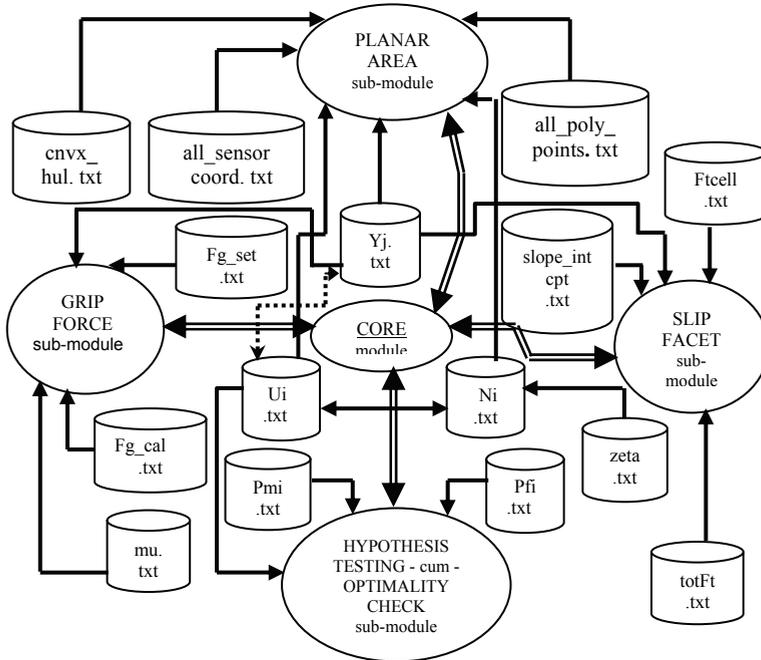 PLANAR
AREA
sub-module
cnvx_
hul. txt
all_sensor
coord. txt
all_poly_
points. txt
Ftcell
.txt
Fg_set
.txt
Yj.
txt
slope_int
cpt
.txt
GRIP
FORCE
sub-module
CORE
module
SLIP
FACET
sub-
module
Ui
.txt
Ni
.txt
Fg_cal
.txt
zeta
.txt
Pmi
.txt
Pfi
.txt
mu.
txt
HYPOTHESIS
TESTING - cum -
OPTIMALITY
CHECK
sub-module
totFt
.txt